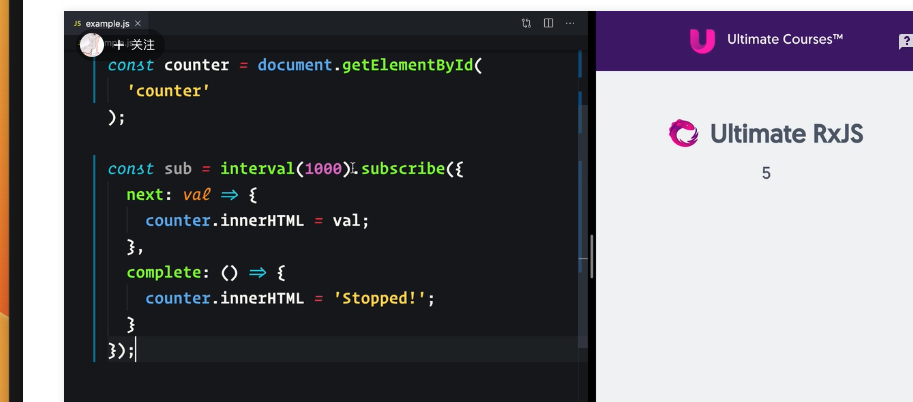 JS example.js ×
+ 关注
const counter = document.getElementById(
'counter'
);
const sub = interval(1000).subscribe({
next: val => {
counter.innerHTML = val;
},
complete: () => {
counter.innerHTML = 'Stopped!';
}
});
Ultimate Courses™
?
Ultimate RxJS
5